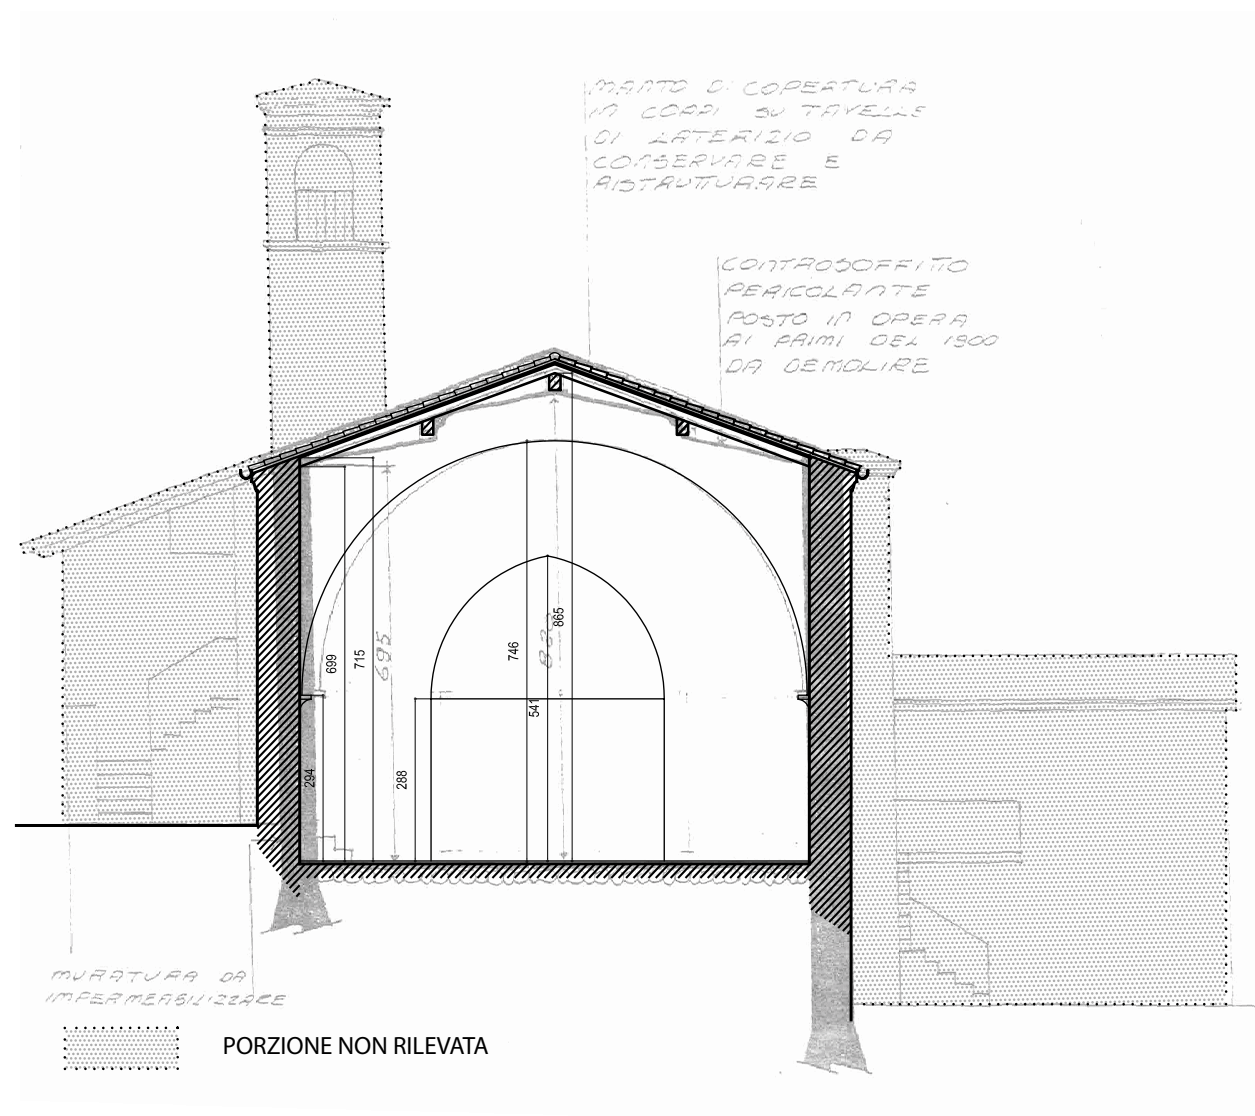 MANTO DI COPERTURA
IN COPPI SU TAVELLE
DI LATERIZIO DA
CONSERVARE E
RISTRUTTURARE
CONTROSOFFITTO
PERICOLANTE
POSTO IN OPERA
AI PRIMI DEL 1900
DA DEMOLIRE
865
746
699
715
695
541
294
288
MURATURA DA
IMPERMEABILIZZARE
PORZIONE NON RILEVATA